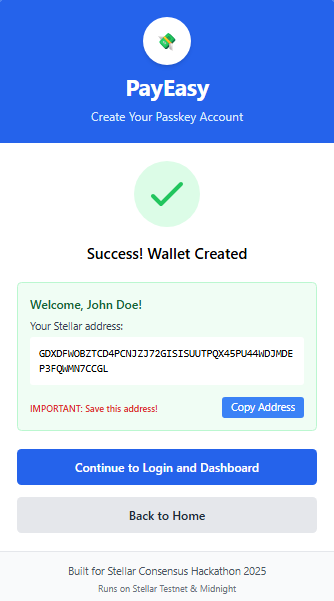 PayEasy
Create Your Passkey Account
Success! Wallet Created
Welcome, John Doe!
Your Stellar address:
GDXDFWOBZTCD4PCNJZJ72GISISUUTPQX45PU44WDJMDE
P3FQWMN7CCGL
IMPORTANT: Save this address!
Copy Address
Continue to Login and Dashboard
Back to Home
Built for Stellar Consensus Hackathon 2025
Runs on Stellar Testnet & Midnight